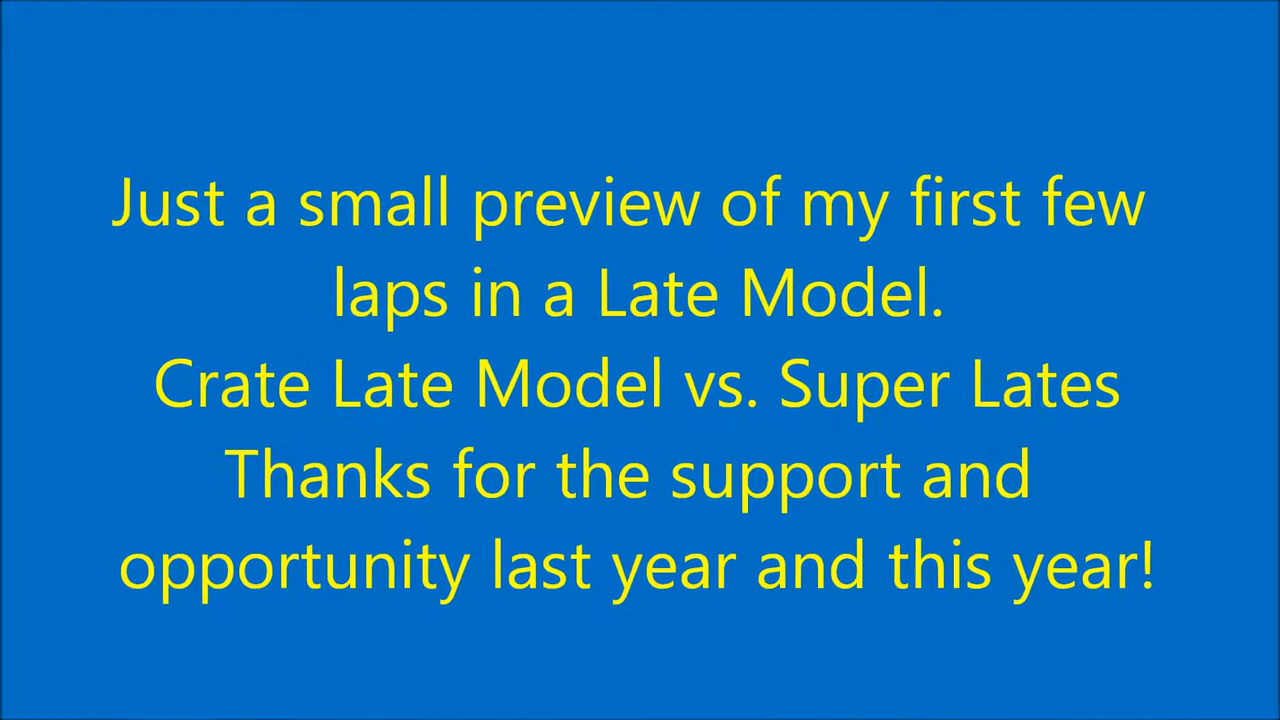 Just a small preview of my first few
laps in a Late Model.
Crate Late Model vs. Super Lates
Thanks for the support and
opportunity last year and this year!